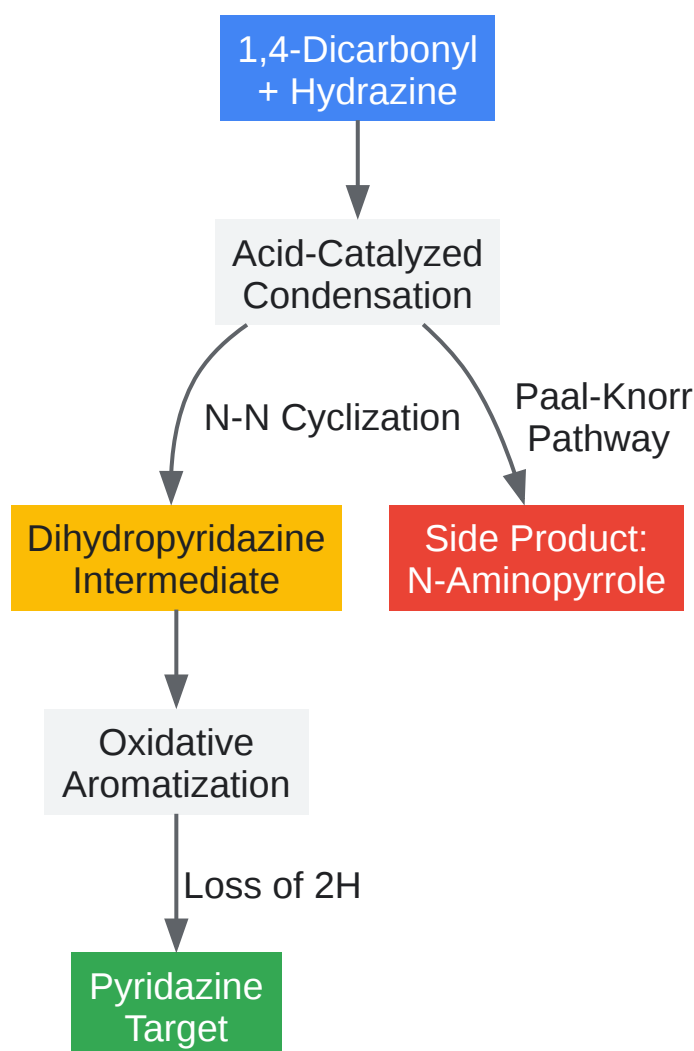 1,4-Dicarbonyl
+ Hydrazine
Acid-Catalyzed
Condensation
N-N Cyclization
Paal-Knorr
Pathway
Dihydropyridazine
Intermediate
Side Product:
N-Aminopyrrole
Oxidative
Aromatization
Loss of 2H
Pyridazine
Target